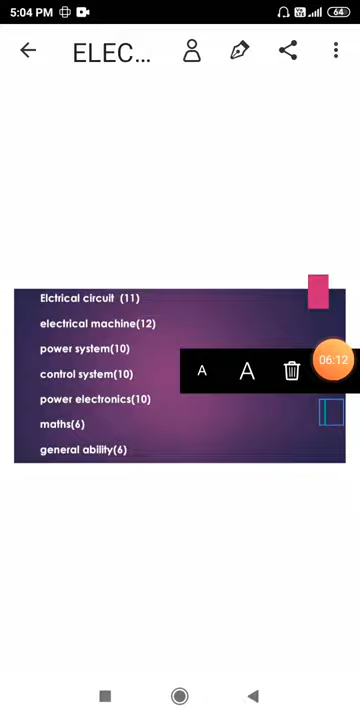 5:04 PM
64
ELEC...
Elctrical circuit (11)
electrical machine(12)
power system(10)
control system(10)
power electronics(10)
maths(6)
general ability(6)
A A
06:12